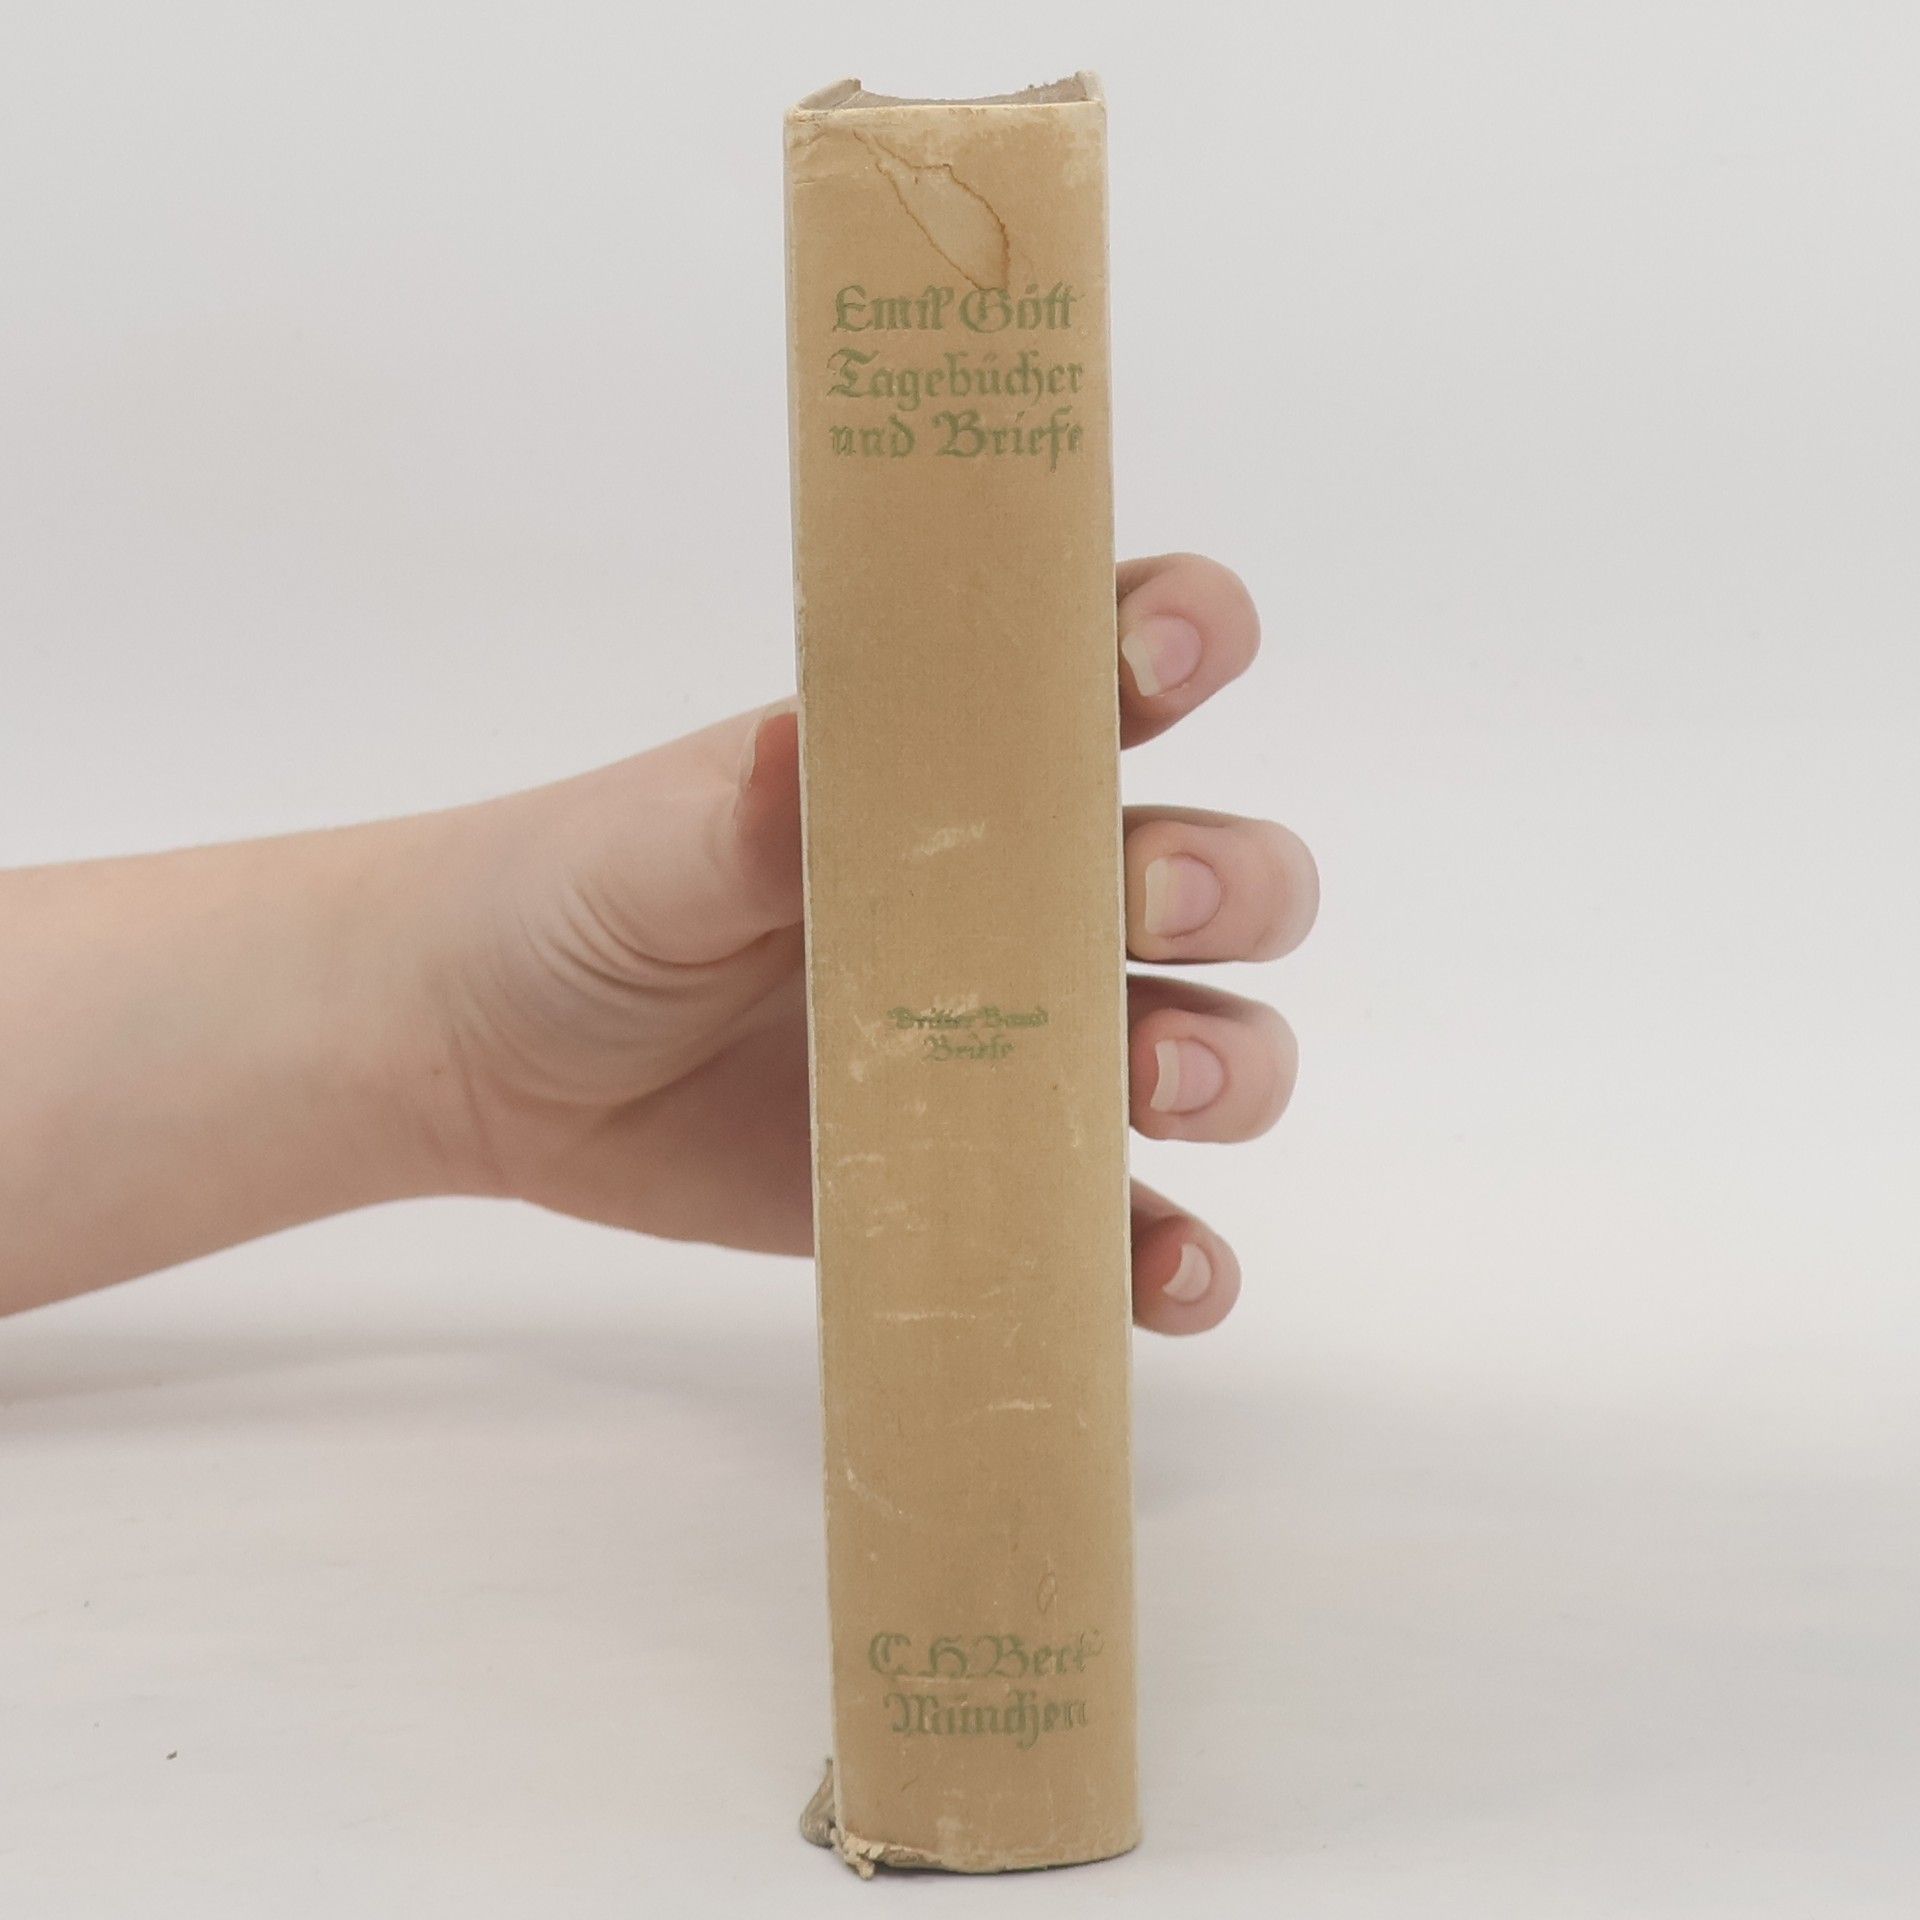 Emil Gött
Tagebücher
und Briefe
Dritter Band
Briefe
C. H. Beck
München